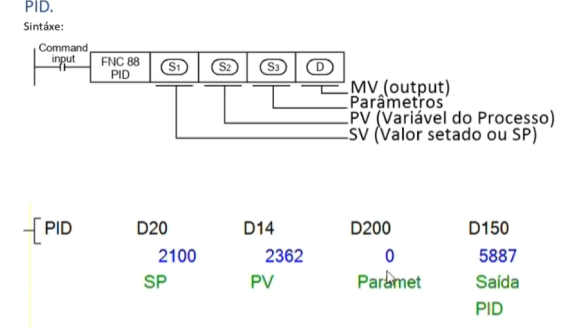 PID.
Sintáxe:
Command
input
FNC 88
PID
S1
S2
S3
D
MV (output)
Parâmetros
PV (Variável do Processo)
SV (Valor setado ou SP)
PID D20 D14 D200 D150
2100 2362 0 5887
SP PV Paramet Saída
PID